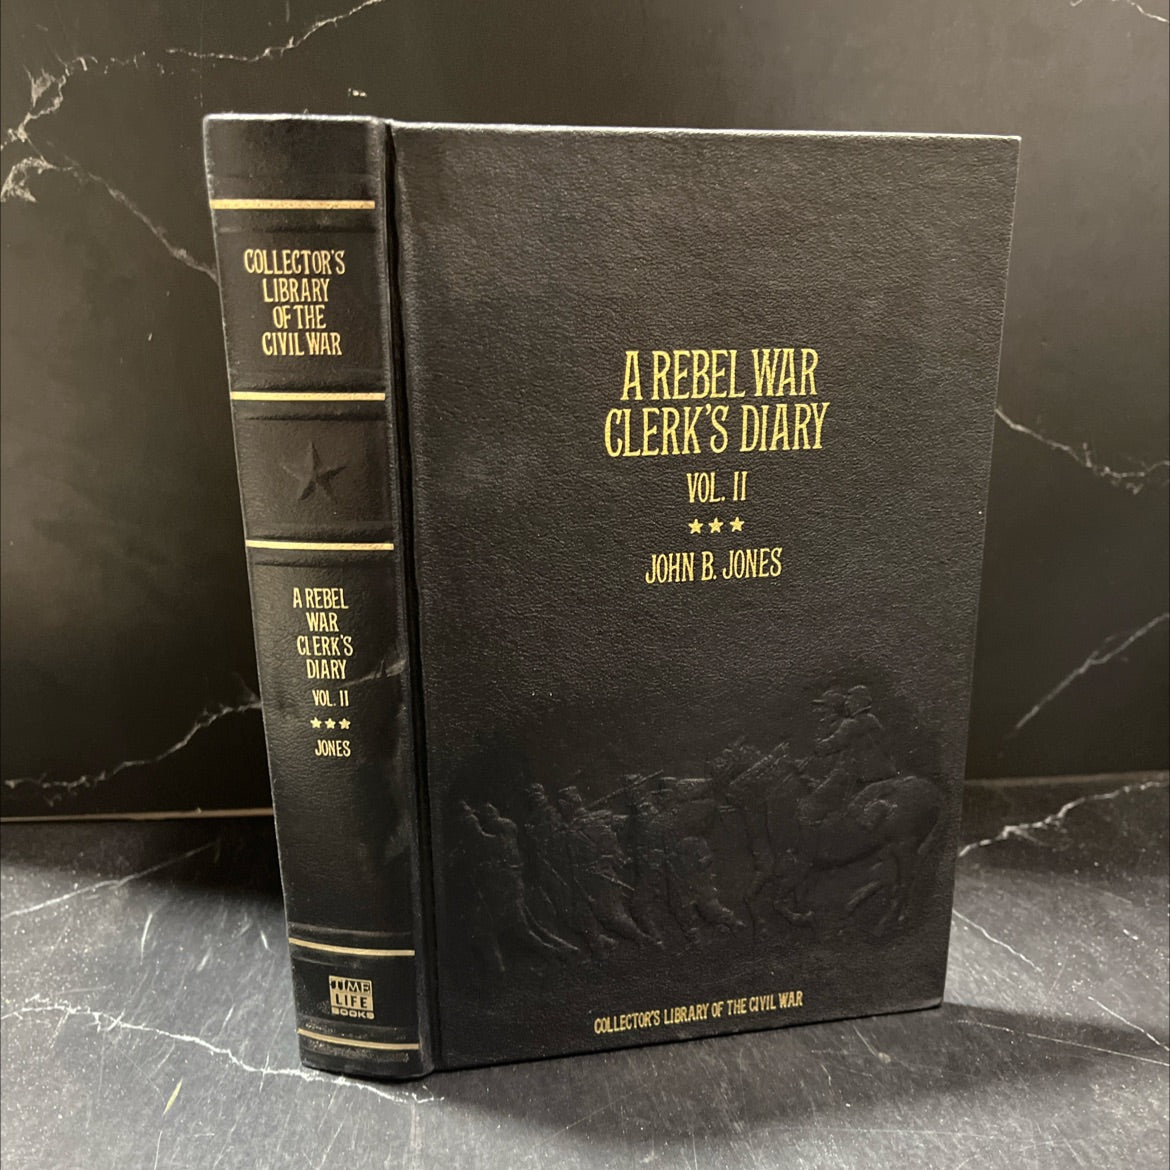 COLLECTOR'S
LIBRARY
OF THE
CIVIL WAR
A REBEL
WAR
CLERK'S
DIARY
VOL. II
JONES
TIME
LIFE
BOOKS
A REBEL WAR
CLERK'S DIARY
VOL. II
JOHN B. JONES
COLLECTOR'S LIBRARY OF THE CIVIL WAR